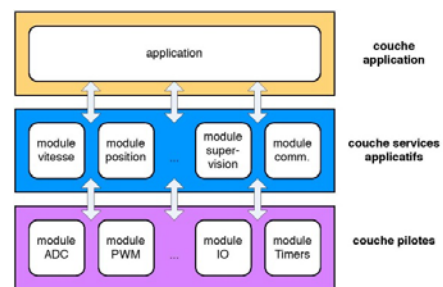 application
couche
application
module
vitesse
module
position
...
module
super-
vision
module
comm.
couche services
applicatifs
module
ADC
module
PWM
...
module
IO
module
Timers
couche pilotes